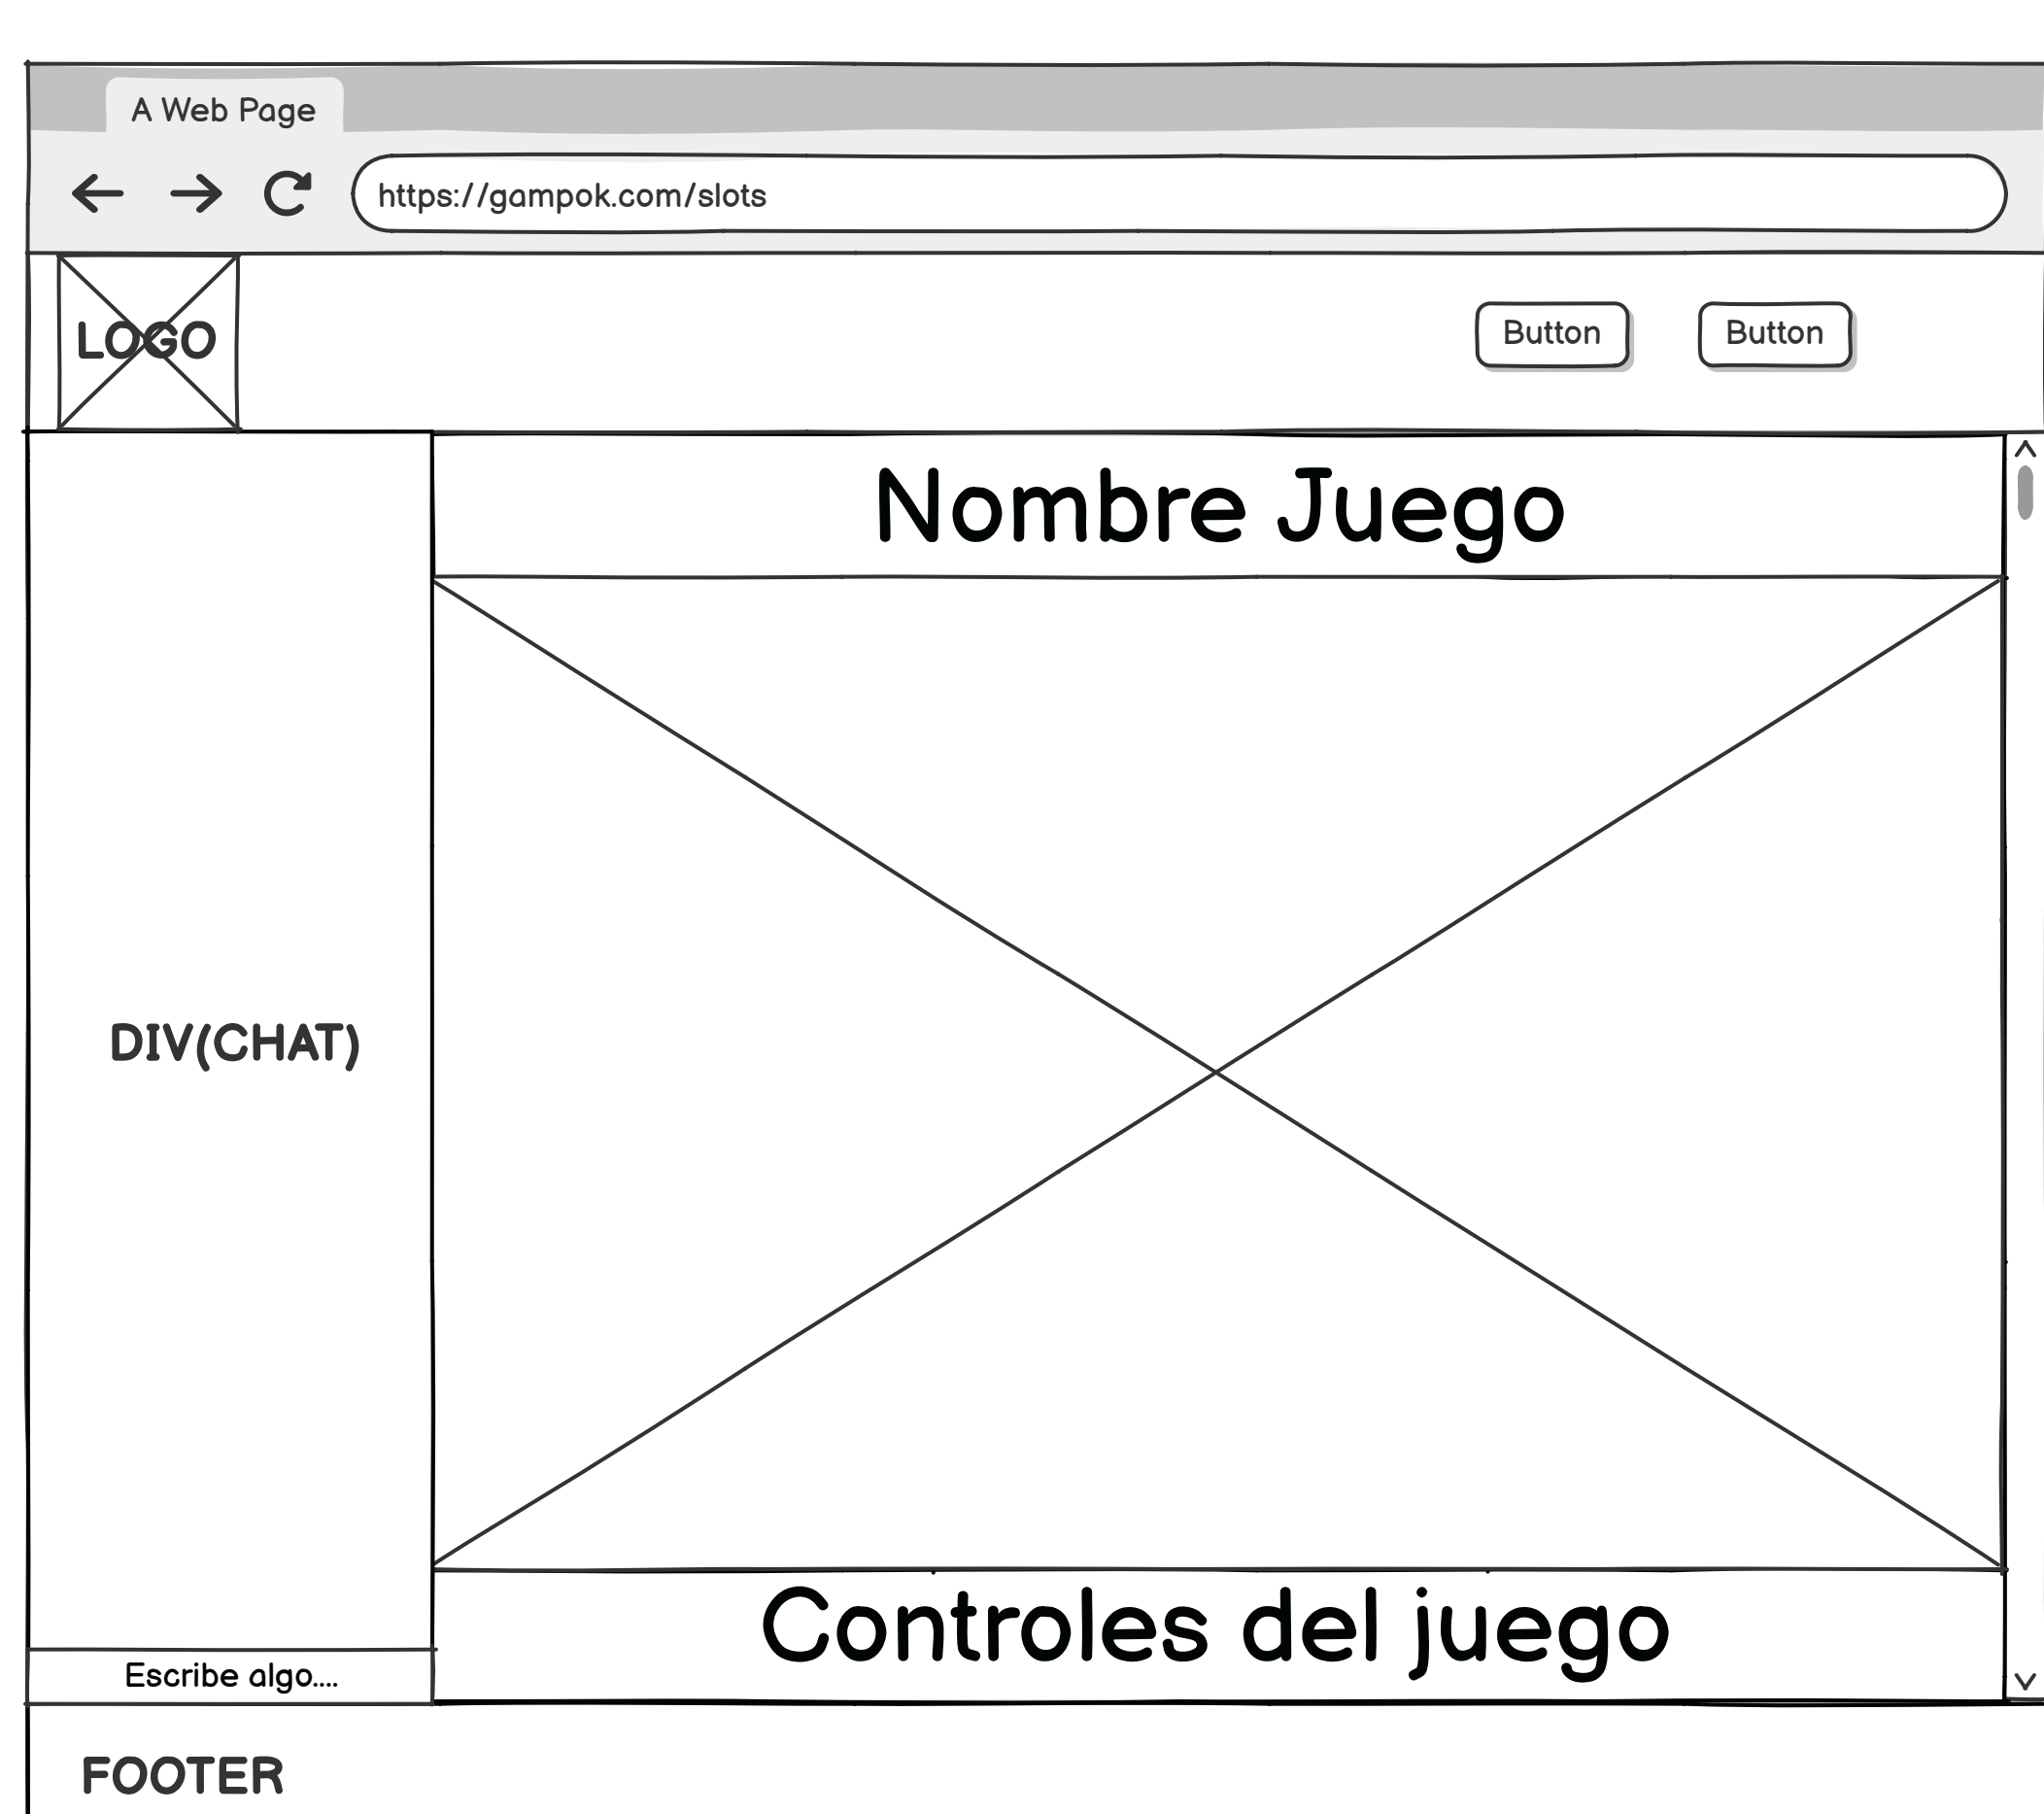 A Web Page
https://gampok.com/slots
LOGO
Button
Button
Nombre Juego
DIV(CHAT)
Controles del juego
Escribe algo....
FOOTER